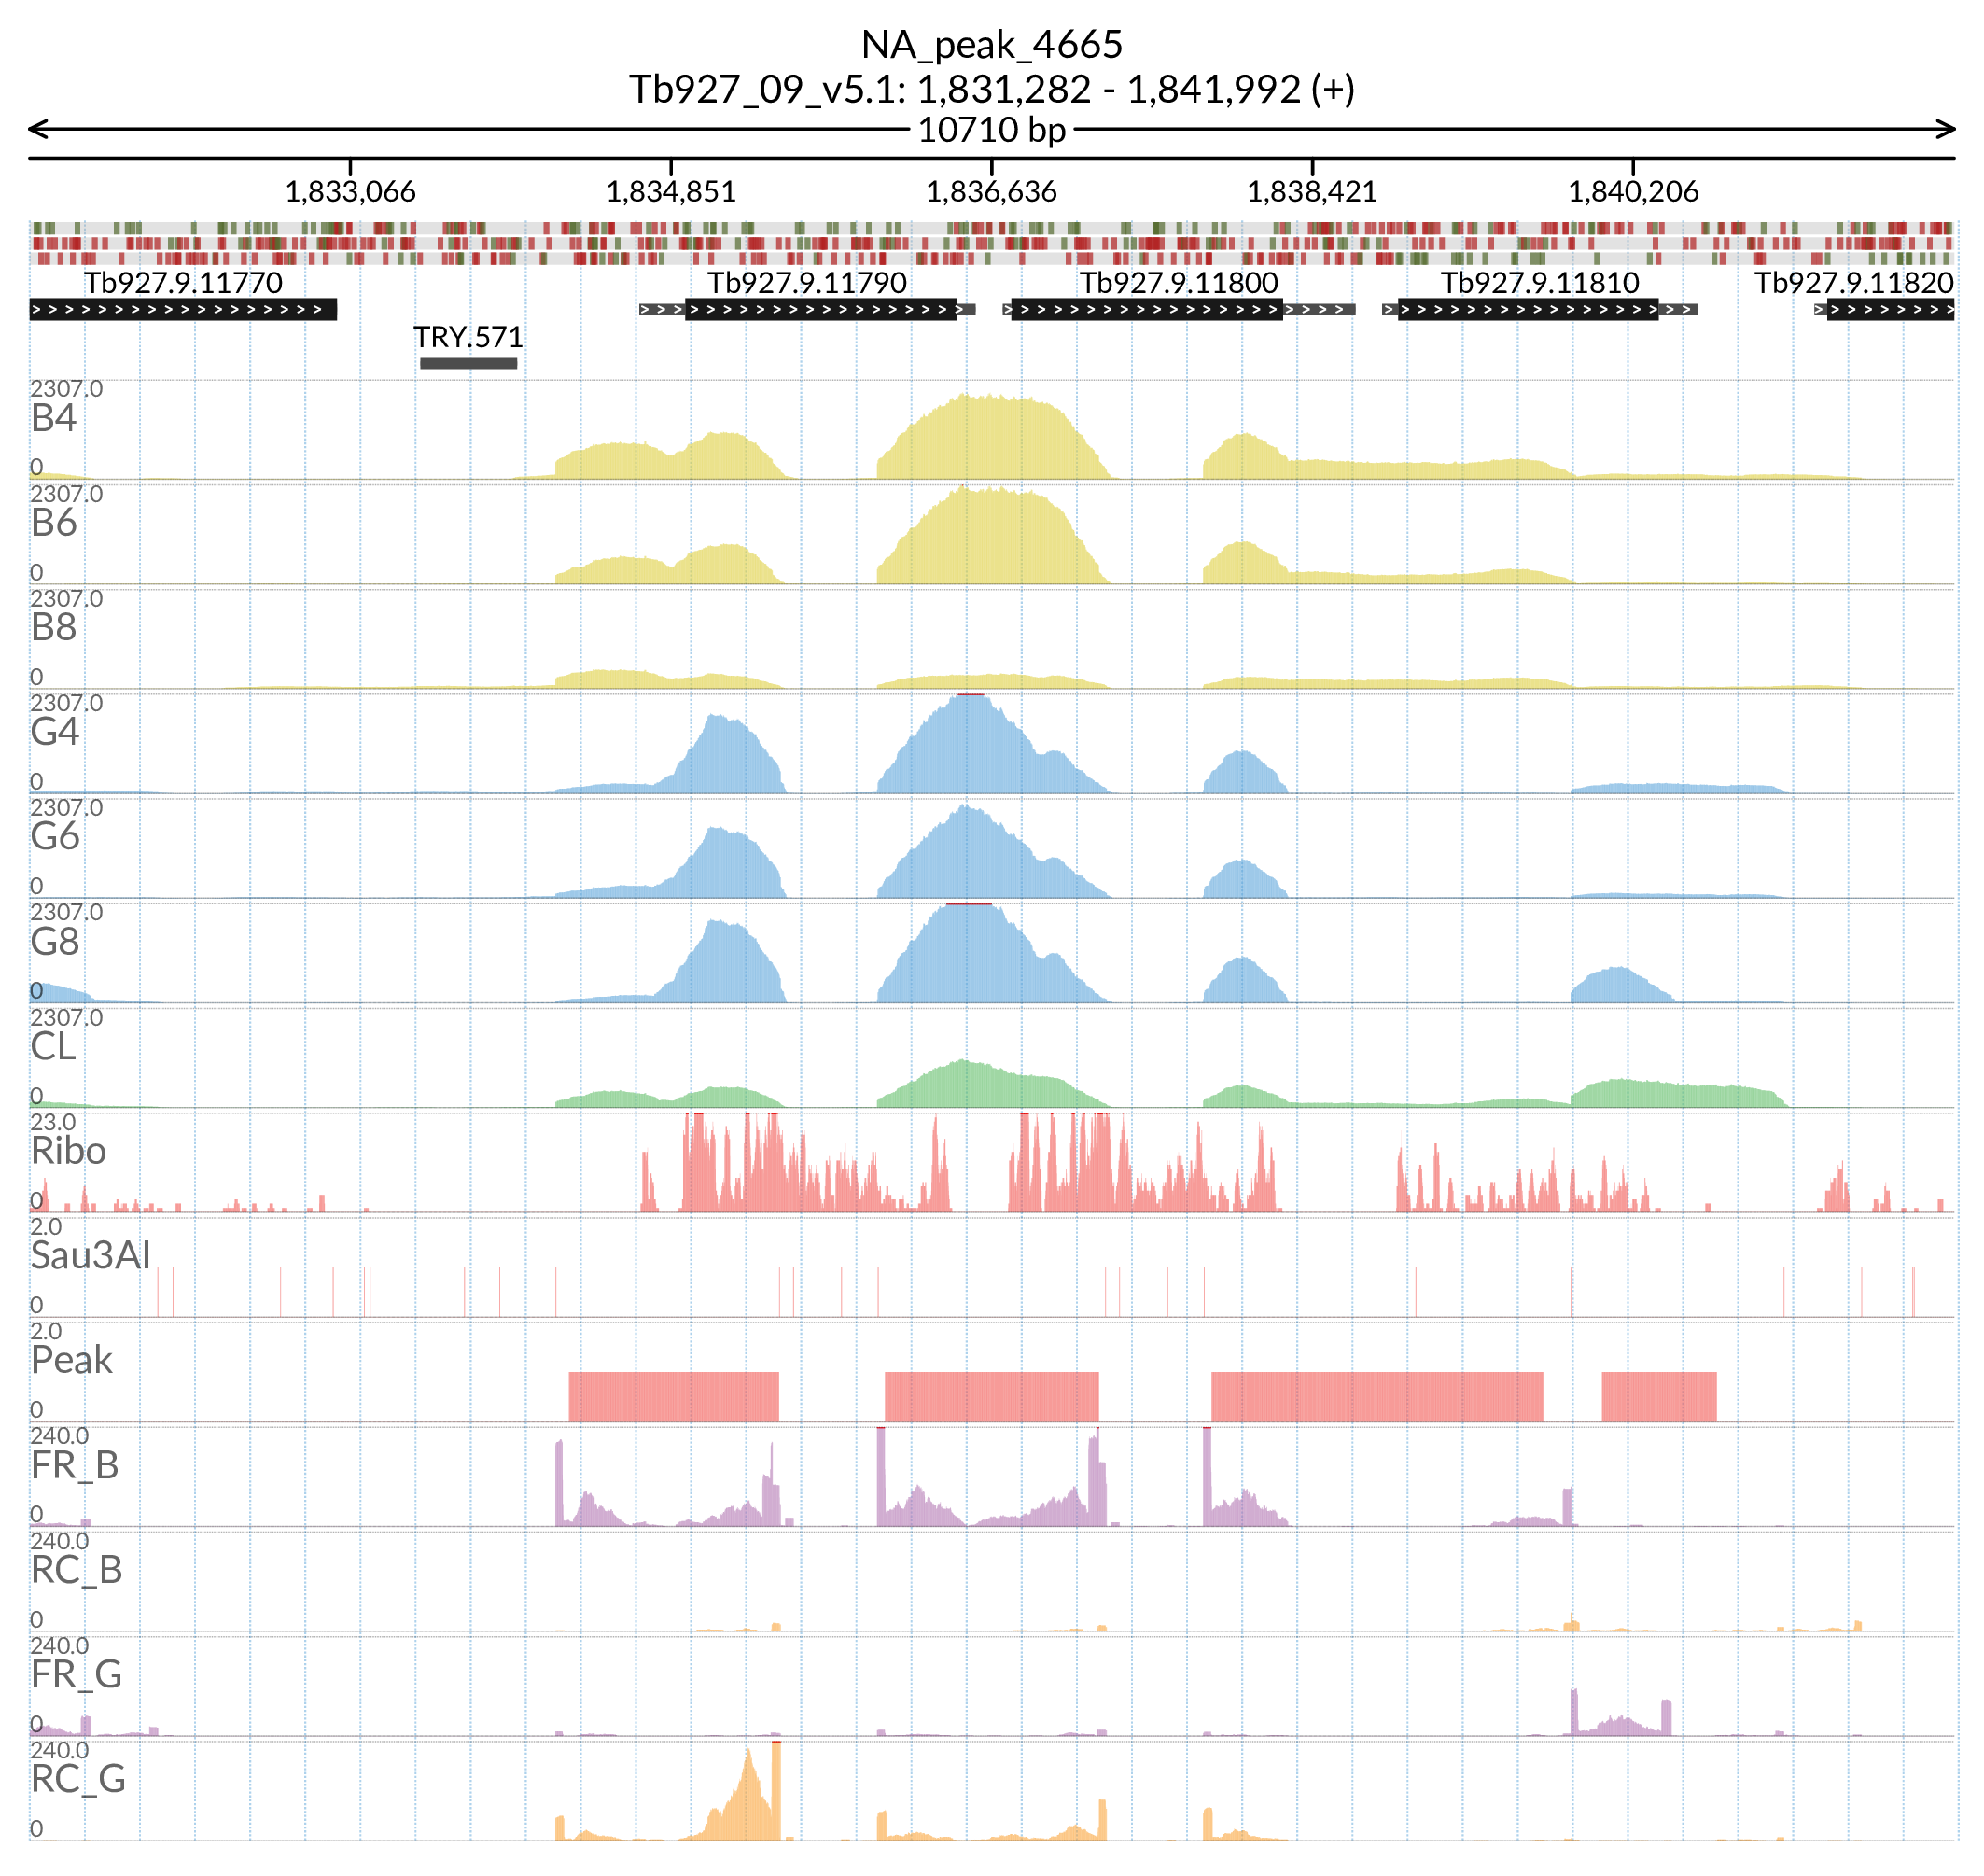 NA_peak_4665
Tb927_09_v5.1: 1,831,282 - 1,841,992 (+)
10710 bp
1,833,066 1,834,851 1,836,636 1,838,421 1,840,206
Tb927.9.11770 Tb927.9.11790 Tb927.9.11800 Tb927.9.11810 Tb927.9.11820
TRY.571
2307.0
B4
0
2307.0
B6
0
2307.0
B8
0
2307.0
G4
0
2307.0
G6
0
2307.0
G8
0
2307.0
CL
0
23.0
Ribo
0
2.0
Sau3AI
0
2.0
Peak
0
240.0
FR_B
0
240.0
RC_B
0
240.0
FR_G
0
240.0
RC_G
0